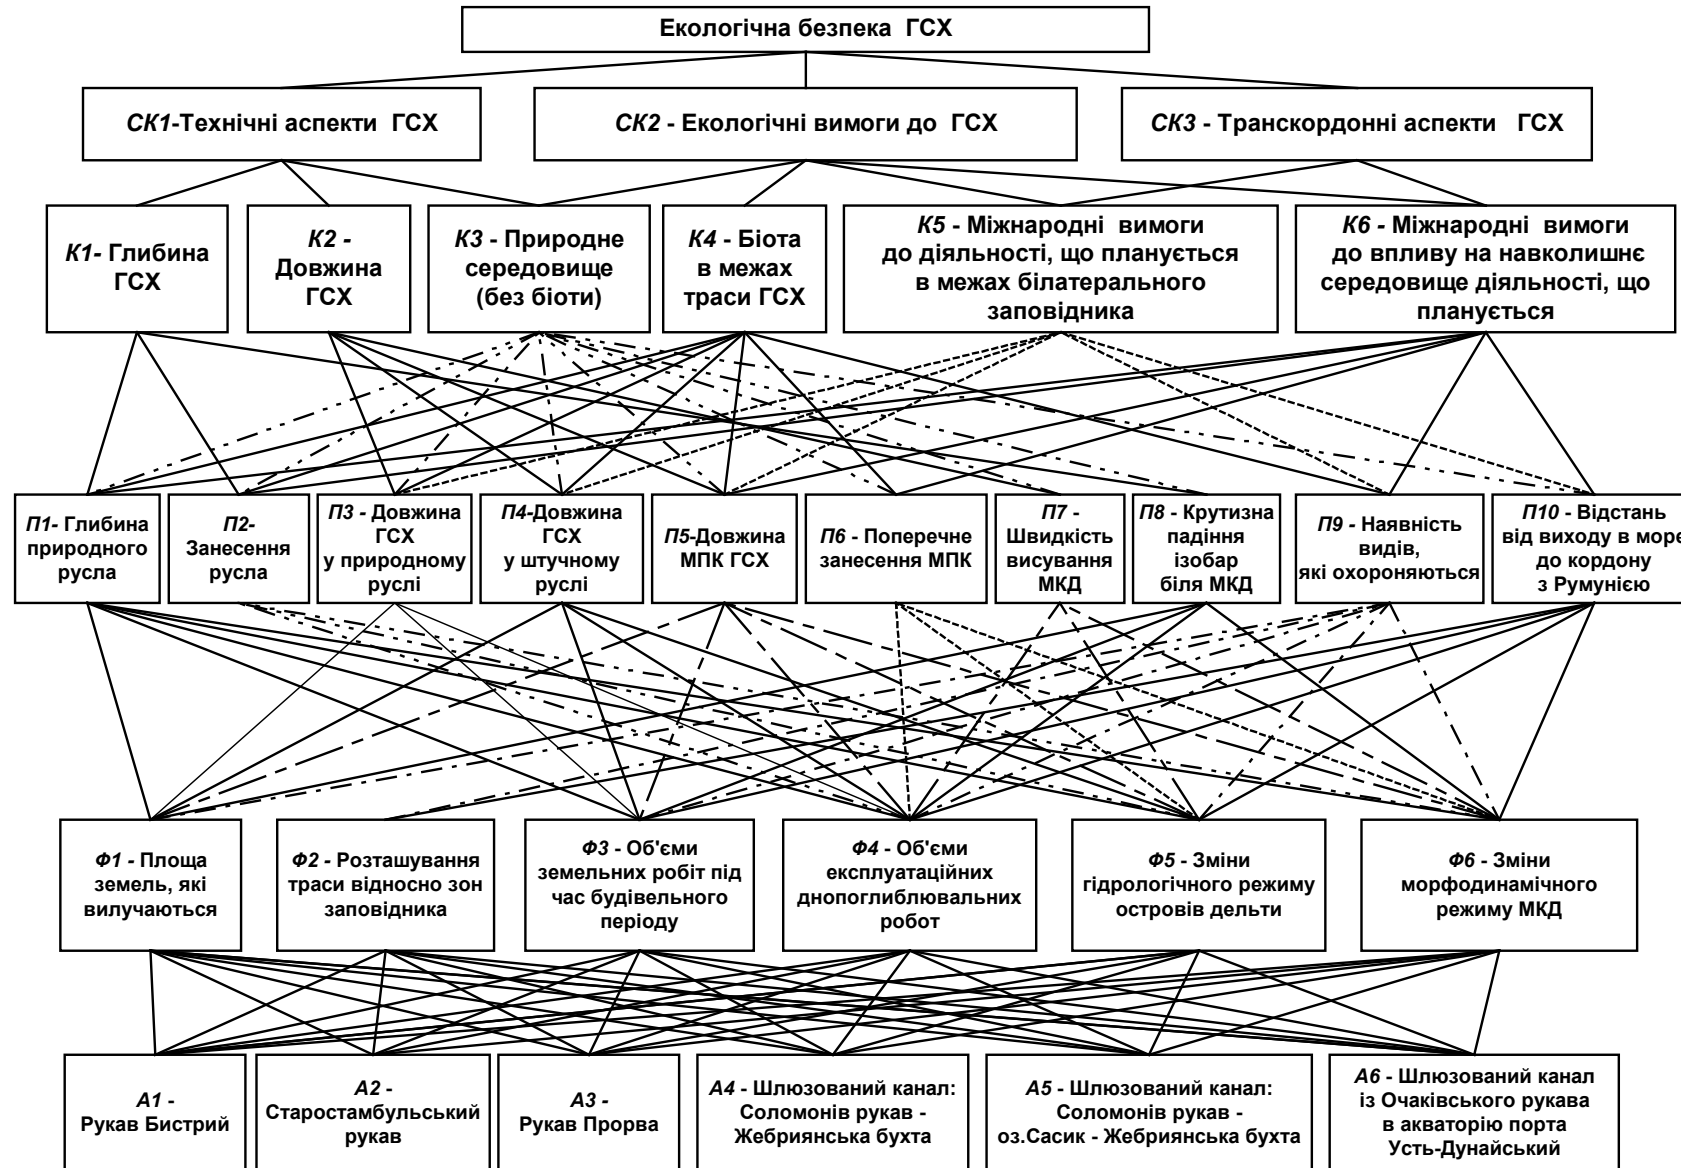 Екологічна безпека ГСХ
СК1-Технічні аспекти ГСХ
СК2 - Екологічні вимоги до ГСХ
СК3 - Транскордонні аспекти ГСХ
К1- Глибина
ГСХ
К2 -
Довжина
ГСХ
К3 - Природне
середовище
(без біоти)
К4 - Біота
в межах
траси ГСХ
К5 - Міжнародні вимоги
до діяльності, що планується
в межах білатерального
заповідника
К6 - Міжнародні вимоги
до впливу на навколишнє
середовище діяльності, що
планується
П1- Глибина
природного
русла
П2-
Занесення
русла
П3 - Довжина
ГСХ
у природному
руслі
П4-Довжина
ГСХ
у штучному
руслі
П5-Довжина
МПК ГСХ
П6 - Поперечне
занесення МПК
П7 -
Швидкість
висування
МКД
П8 - Крутизна
падіння
ізобар
біля МКД
П9 - Наявність
видів,
які охороняються
П10 - Відстань
від виходу в море
до кордону
з Румунією
Ф1 - Площа
земель, які
вилучаються
Ф2 - Розташування
траси відносно зон
заповідника
Ф3 - Об'єми
земельних робіт під
час будівельного
періоду
Ф4 - Об'єми
експлуатаційних
днопоглиблювальних
робот
Ф5 - Зміни
гідрологічного режиму
островів дельти
Ф6 - Зміни
морфодинамічного
режиму МКД
А1 -
Рукав Бистрий
А2 -
Старостамбульський
рукав
А3 -
Рукав Прорва
А4 - Шлюзований канал:
Соломонів рукав -
Жебриянська бухта
А5 - Шлюзований канал:
Соломонів рукав -
оз.Сасик - Жебриянська бухта
А6 - Шлюзований канал
із Очаківського рукава
в акваторію порта
Усть-Дунайський